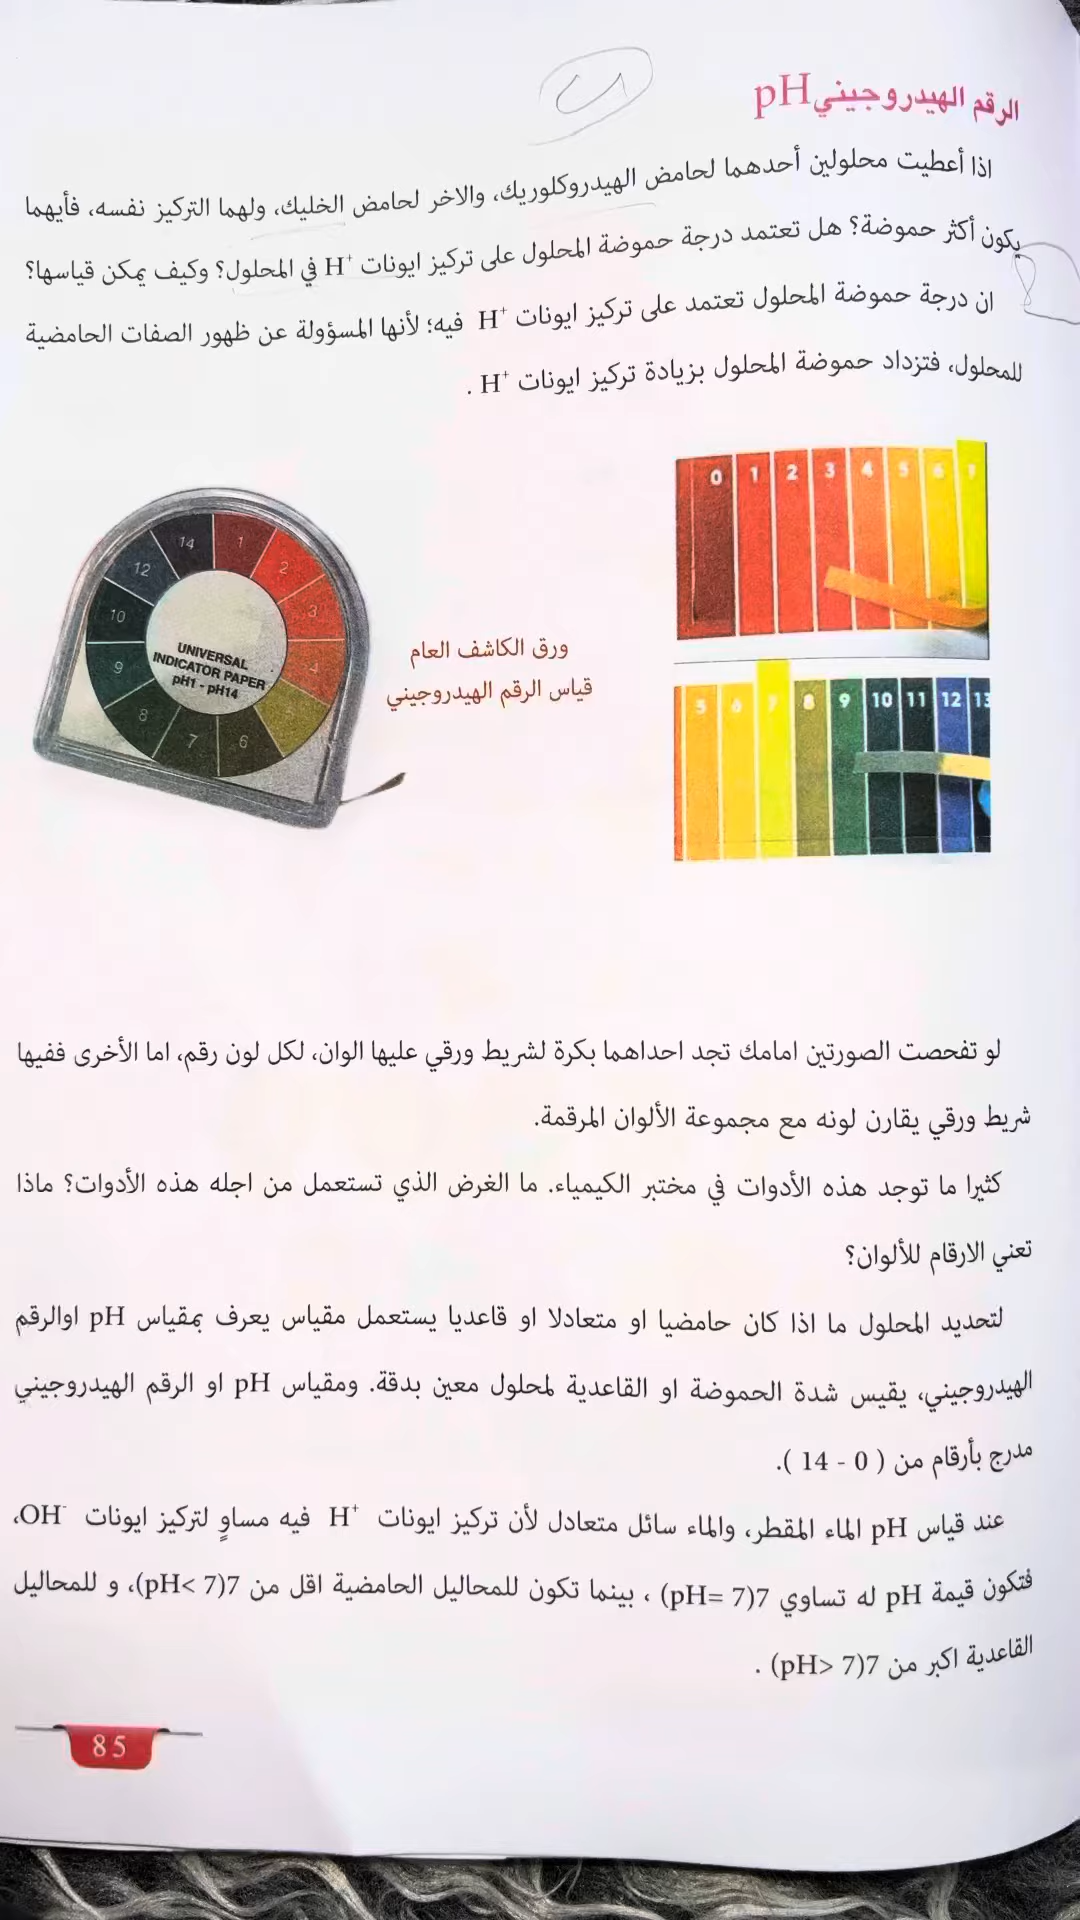 الرقم الهيدروجيني pH
اذا أعطيت محلولين أحدهما لحامض الهيدروكلوريك، والاخر لحامض الخليك، ولهما التركيز نفسه، فأيهما
يكون أكثر حموضة؟ هل تعتمد درجة حموضة المحلول على تركيز ايونات H⁺ في المحلول؟ وكيف يمكن قياسها؟
ان درجة حموضة المحلول تعتمد على تركيز ايونات H⁺ فيه؛ لأنها المسؤولة عن ظهور الصفات الحامضية
للمحلول، فتزداد حموضة المحلول بزيادة تركيز ايونات H⁺ .
0 1 2 3 4 5 6 7
5 6 7 8 9 10 11 12 13
ورق الكاشف العام
قياس الرقم الهيدروجيني
14 1 2 3 4 6 7 8 9 10 12
UNIVERSAL
INDICATOR PAPER
pH1 - pH14
لو تفحصت الصورتين امامك تجد احداهما بكرة لشريط ورقي عليها الوان، لكل لون رقم، اما الأخرى ففيها
شريط ورقي يقارن لونه مع مجموعة الألوان المرقمة.
كثيرا ما توجد هذه الأدوات في مختبر الكيمياء. ما الغرض الذي تستعمل من اجله هذه الأدوات؟ ماذا
تعني الارقام للألوان؟
لتحديد المحلول ما اذا كان حامضيا او متعادلا او قاعديا يستعمل مقياس يعرف بمقياس pH اوالرقم
الهيدروجيني، يقيس شدة الحموضة او القاعدية لمحلول معين بدقة. ومقياس pH او الرقم الهيدروجيني
مدرج بأرقام من ( 0 - 14 ).
عند قياس pH الماء المقطر، والماء سائل متعادل لأن تركيز ايونات H⁺ فيه مساوٍ لتركيز ايونات OH⁻،
فتكون قيمة pH له تساوي 7(pH= 7) ، بينما تكون للمحاليل الحامضية اقل من 7(pH< 7)، و للمحاليل
القاعدية اكبر من 7(pH> 7) .
85